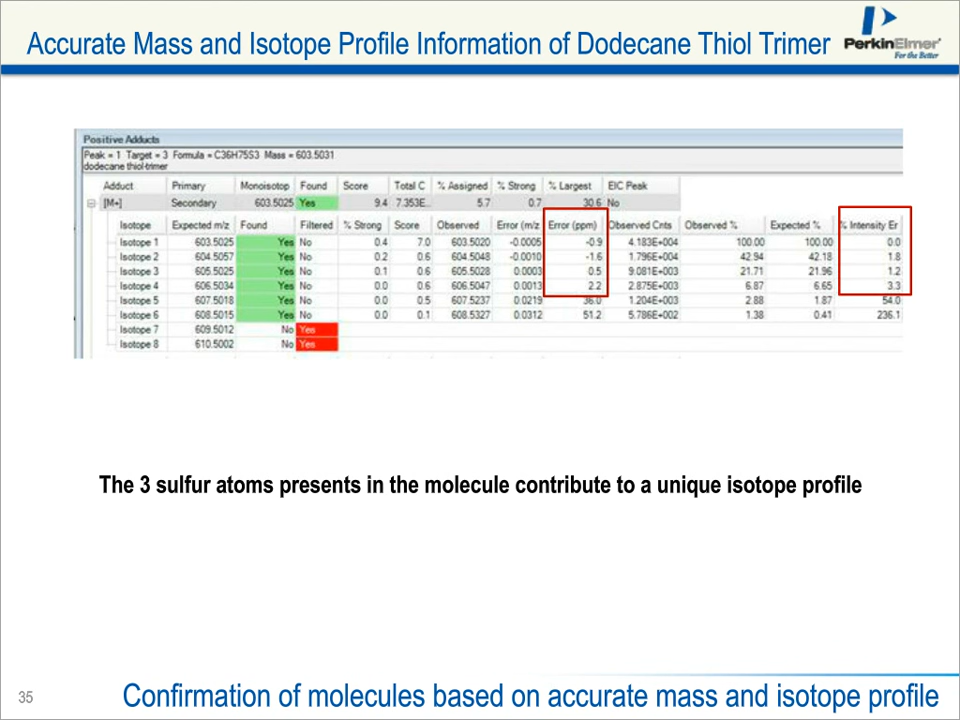 Accurate Mass and Isotope Profile Information of Dodecane Thiol Trimer
PerkinElmer
For the Better
Positive Adducts
Peak = 1 Target = 3 Formula = C36H75S3 Mass = 603.5031
dodecane thiol-trimer
Adduct Primary Monoisotop Found Score Total C % Assigned % Strong % Largest EIC Peak
[M+] Secondary 603.5025 Yes 9.4 7.353E... 5.7 0.7 30.6 No
Isotope Expected m/z Found Filtered % Strong Score Observed Error (m/z Error (ppm) Observed Cnts Observed % Expected % % Intensity Er
Isotope 1 603.5025 Yes No 0.4 7.0 603.5020 -0.0005 -0.9 4.183E+004 100.00 100.00 0.0
Isotope 2 604.5057 Yes No 0.2 0.6 604.5048 -0.0010 -1.6 1.796E+004 42.94 42.18 1.8
Isotope 3 605.5025 Yes No 0.1 0.6 605.5028 0.0003 0.5 9.081E+003 21.71 21.96 1.2
Isotope 4 606.5034 Yes No 0.0 0.6 606.5047 0.0013 2.2 2.875E+003 6.87 6.65 3.3
Isotope 5 607.5018 Yes No 0.0 0.5 607.5237 0.0219 36.0 1.204E+003 2.88 1.87 54.0
Isotope 6 608.5015 Yes No 0.0 0.1 608.5327 0.0312 51.2 5.786E+002 1.38 0.41 236.1
Isotope 7 609.5012 No Yes
Isotope 8 610.5002 No Yes
The 3 sulfur atoms presents in the molecule contribute to a unique isotope profile
35
Confirmation of molecules based on accurate mass and isotope profile